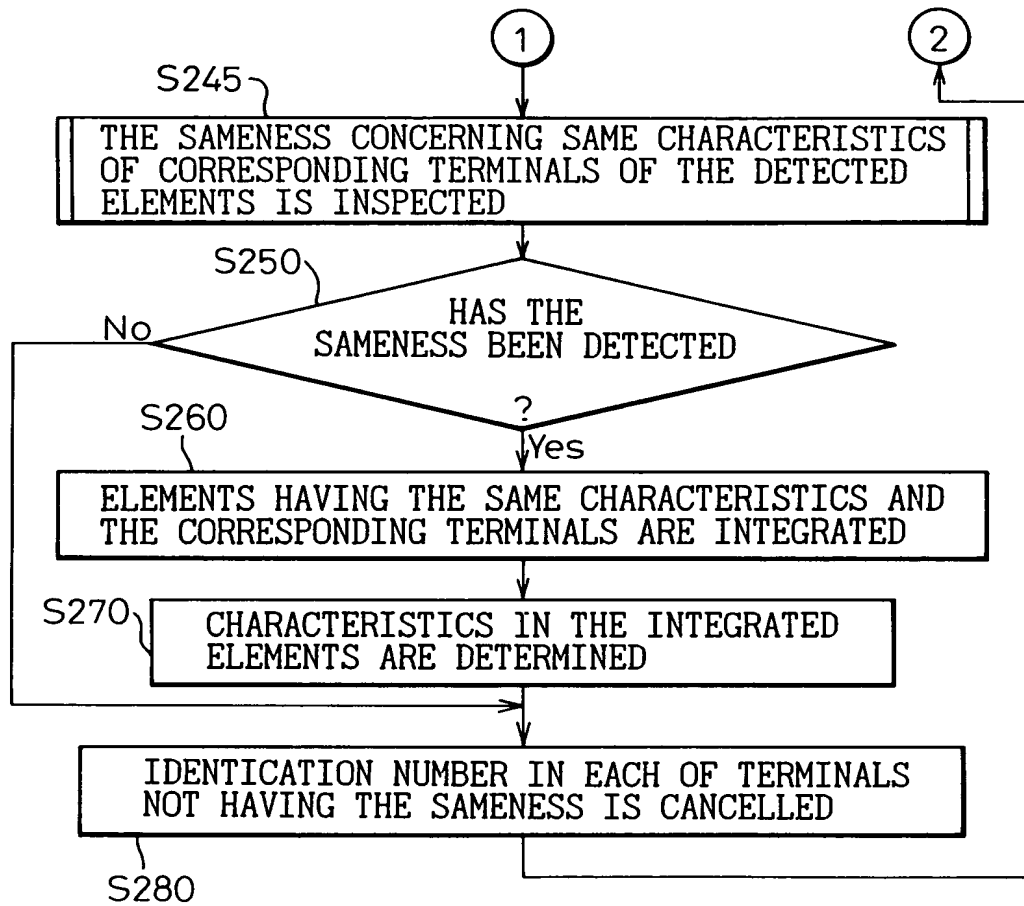 1
2
S245
THE SAMENESS CONCERNING SAME CHARACTERISTICS
OF CORRESPONDING TERMINALS OF THE DETECTED
ELEMENTS IS INSPECTED
S250
HAS THE
SAMENESS BEEN DETECTED
?
No
Yes
S260
ELEMENTS HAVING THE SAME CHARACTERISTICS AND
THE CORRESPONDING TERMINALS ARE INTEGRATED
S270
CHARACTERISTICS IN THE INTEGRATED
ELEMENTS ARE DETERMINED
IDENTICATION NUMBER IN EACH OF TERMINALS
NOT HAVING THE SAMENESS IS CANCELLED
S280